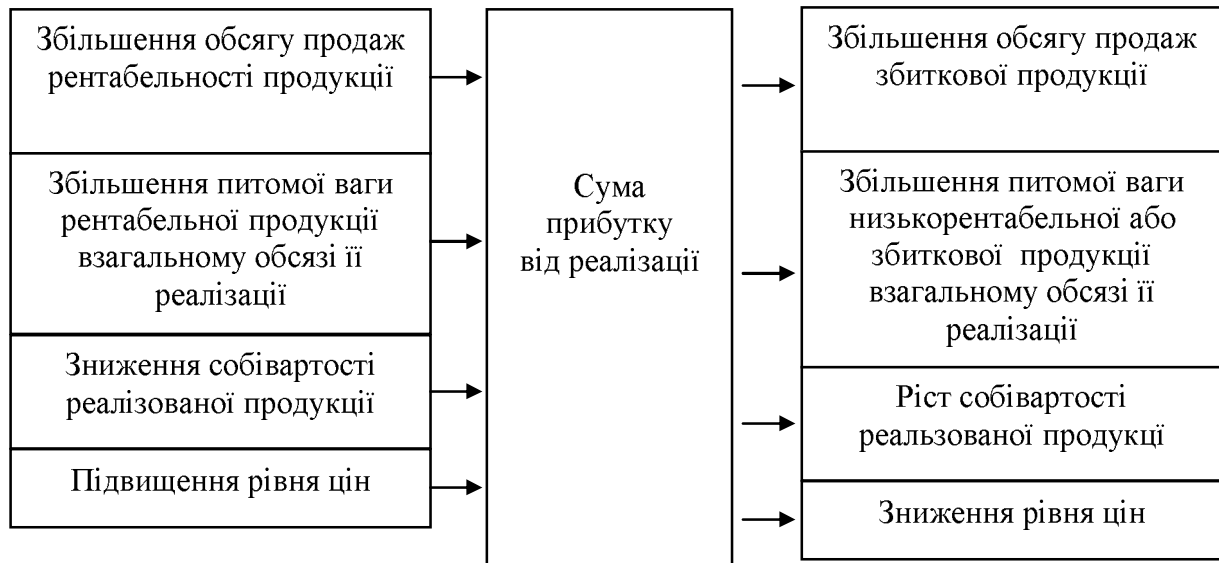 Збільшення обсягу продаж
рентабельності продукції
Збільшення питомої ваги
рентабельної продукції
взагальному обсязі її
реалізації
Зниження собівартості
реалізованої продукції
Підвищення рівня цін
Сума
прибутку
від реалізації
Збільшення обсягу продаж
збиткової продукції
Збільшення питомої ваги
низькорентабельної або
збиткової продукції
взагальному обсязі її
реалізації
Ріст собівартості
реальзованої продукцї
Зниження рівня цін